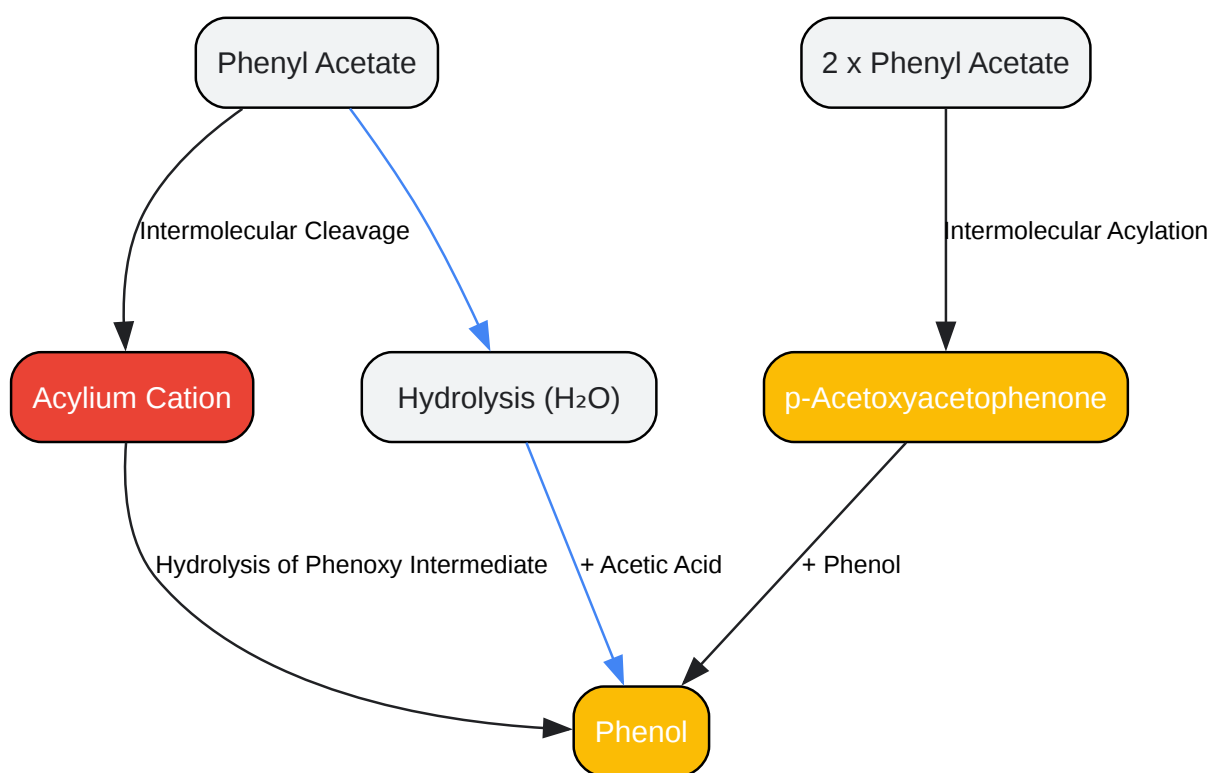 Phenyl Acetate
2 x Phenyl Acetate
Intermolecular Cleavage
Intermolecular Acylation
Acylium Cation
Hydrolysis (H₂O)
p-Acetoxyacetophenone
Hydrolysis of Phenoxy Intermediate
+ Acetic Acid
+ Phenol
Phenol